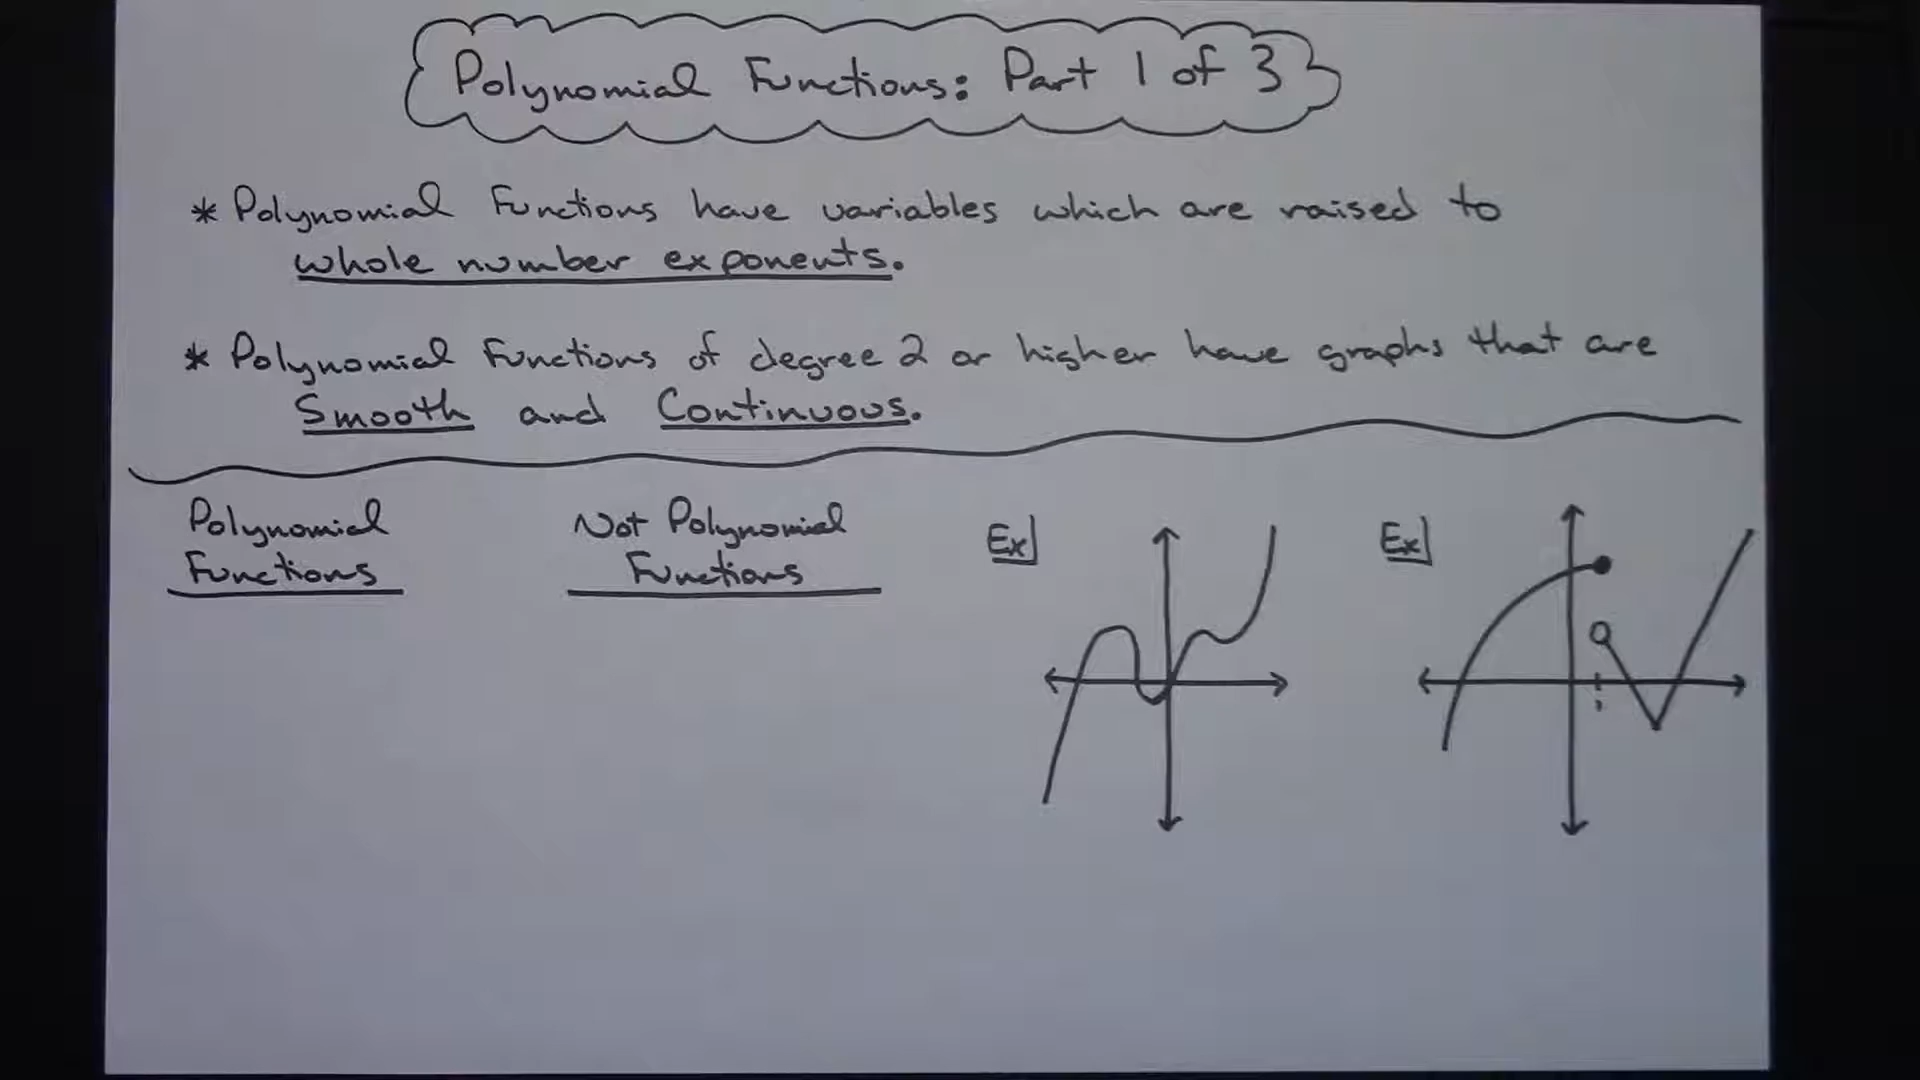 Polynomial Functions: Part 1 of 3
* Polynomial Functions have variables which are raised to
whole number exponents.
* Polynomial Functions of degree 2 or higher have graphs that are
Smooth and Continuous.
Polynomial
Functions
Not Polynomial
Functions
Ex
Ex